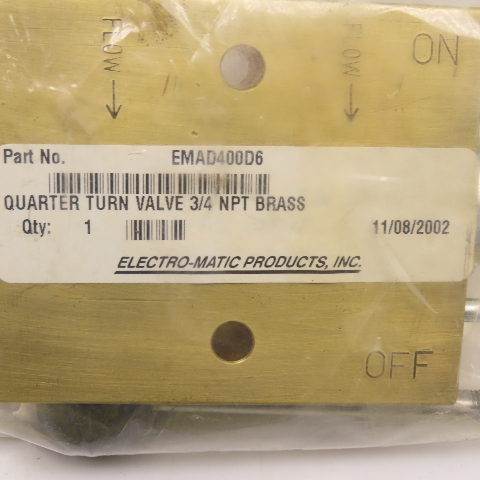 FLOW
FLOW
ON
Part No. EMAD400D6
QUARTER TURN VALVE 3/4 NPT BRASS
Qty: 1 11/08/2002
ELECTRO-MATIC PRODUCTS, INC.
OFF